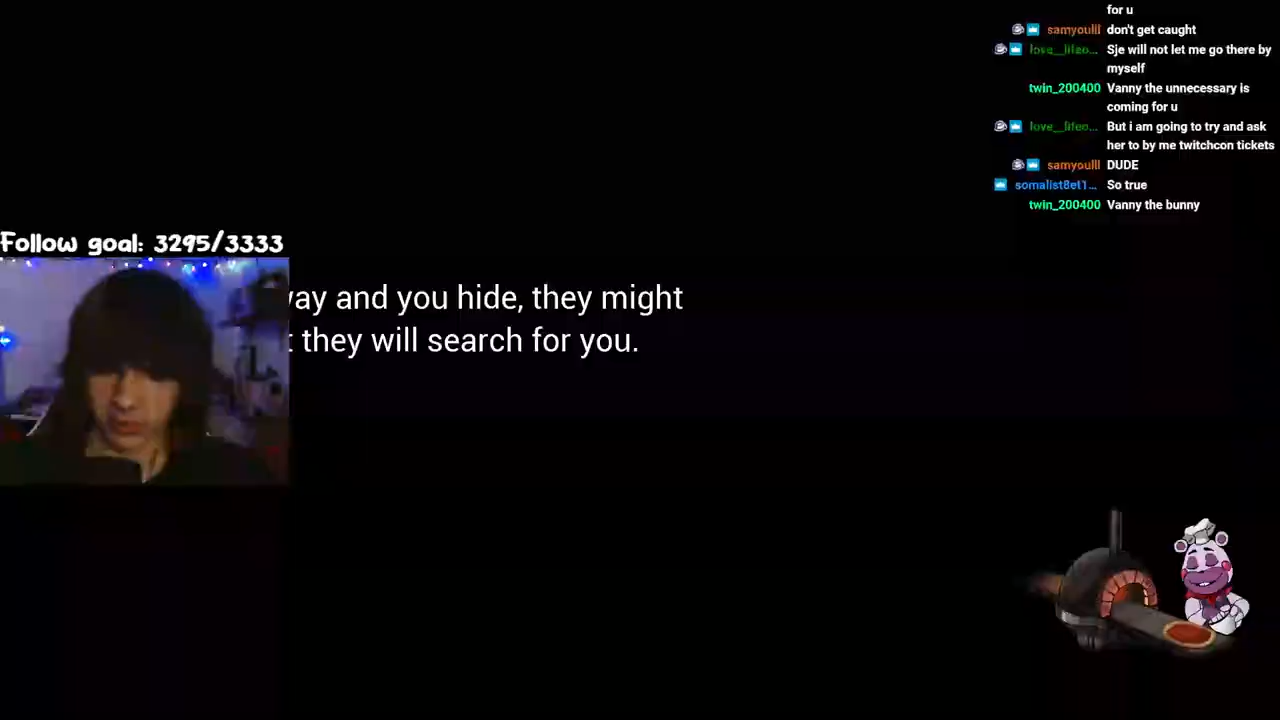 for u
samyoulll don't get caught
Sje will not let me go there by
myself
twin_200400 Vanny the unnecessary is
coming for u
But i am going to try and ask
her to by me twitchcon tickets
samyoulll DUDE
somalist8et1... So true
twin_200400 Vanny the bunny
Follow goal: 3295/3333
and you hide, they might
they will search for you.